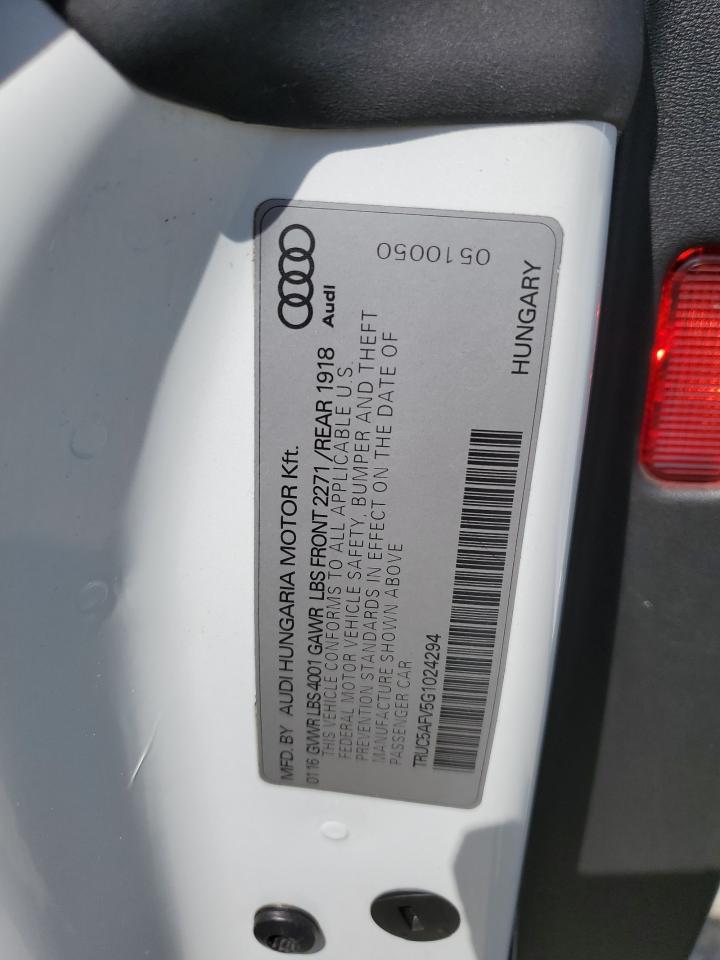 MFD. BY AUDI HUNGARIA MOTOR Kft.
0116 GVWR LBS 4001 GAWR LBS FRONT 2271 /REAR 1918
THIS VEHICLE CONFORMS TO ALL APPLICABLE U.S.
FEDERAL MOTOR VEHICLE SAFETY, BUMPER AND THEFT
PREVENTION STANDARDS IN EFFECT ON THE DATE OF
MANUFACTURE SHOWN ABOVE
PASSENGER CAR
TRUC5AFV5G1024294
Audi
0510050
HUNGARY